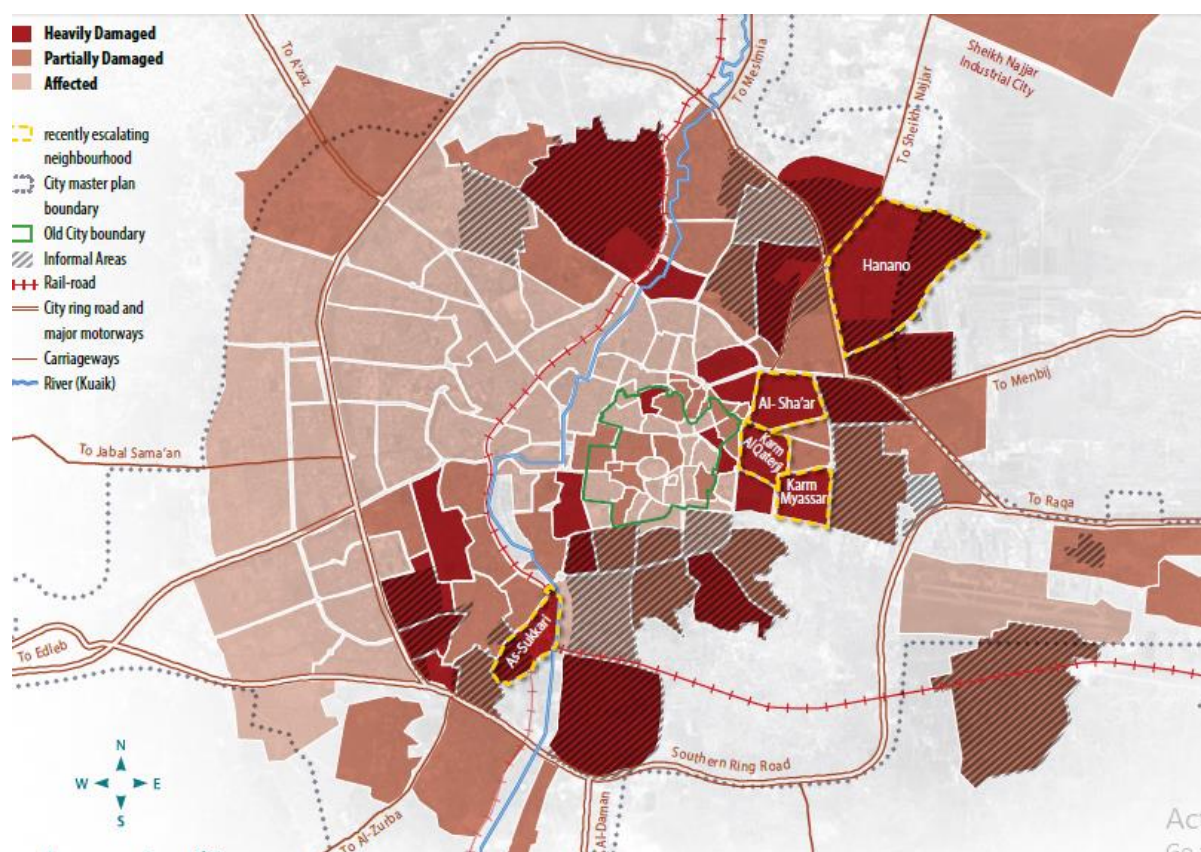 Heavily Damaged
Partially Damaged
Affected
recently escalating
neighbourhood
City master plan
boundary
Old City boundary
Informal Areas
Rail-road
City ring road and
major motorways
Carriageways
River (Kuaik)
To A'zaz
To Meslmia
Sheikh Najjar
Industrial City
To Sheikh Najjar
Hanano
To Menbij
Al- Sha'ar
Karm
AlQaterji
Karm
Myassar
To Jabal Sama'an
To Raqa
As-Sukkari
To Edleb
Southern Ring Road
To Al-Zurba
Al-Daman
N
W
E
S